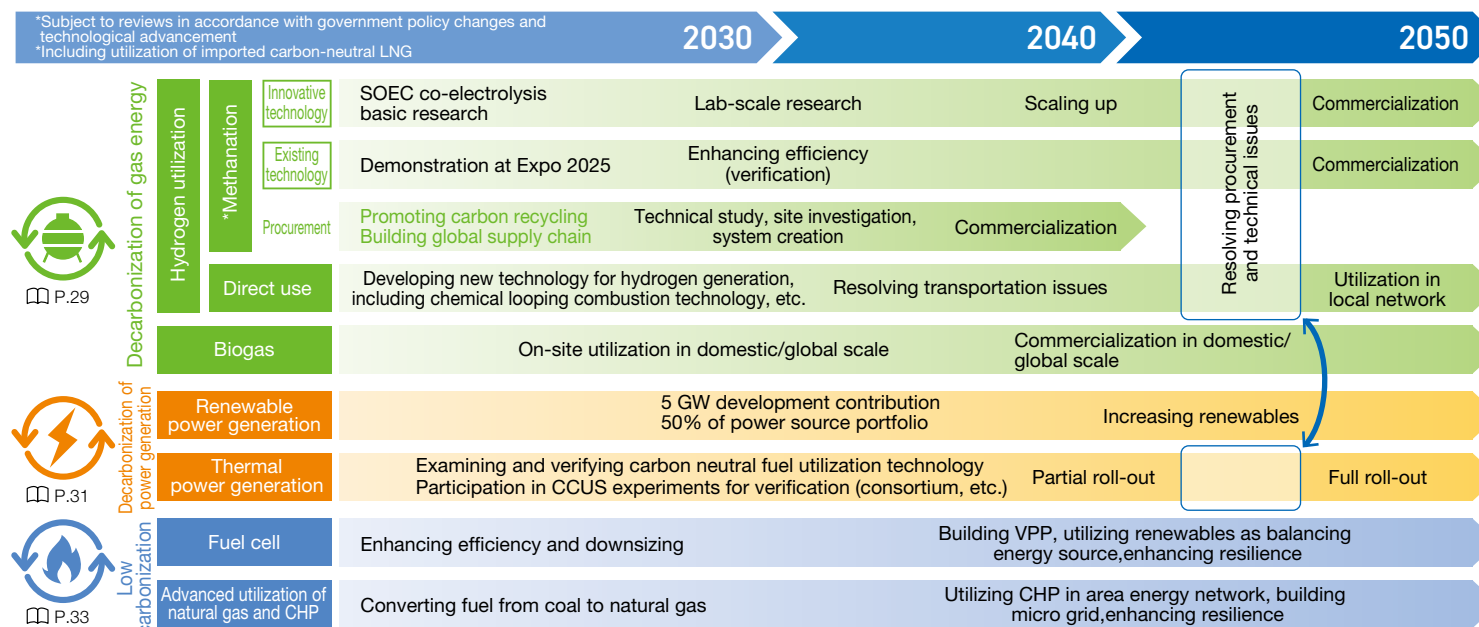 *Subject to reviews in accordance with government policy changes and
technological advancement
*Including utilization of imported carbon-neutral LNG
2030
2040
2050
Decarbonization of gas energy
P.29
Hydrogen utilization
*Methanation
Innovative
technology
SOEC co-electrolysis
basic research
Lab-scale research
Scaling up
Commercialization
Existing
technology
Demonstration at Expo 2025
Enhancing efficiency
(verification)
Commercialization
Procurement
Promoting carbon recycling
Building global supply chain
Technical study, site investigation,
system creation
Commercialization
Resolving procurement
and technical issues
Direct use
Developing new technology for hydrogen generation,
including chemical looping combustion technology, etc.
Resolving transportation issues
Utilization in
local network
Biogas
On-site utilization in domestic/global scale
Commercialization in domestic/
global scale
Decarbonization of
power generation
P.31
Renewable
power generation
5 GW development contribution
50% of power source portfolio
Increasing renewables
Thermal
power generation
Examining and verifying carbon neutral fuel utilization technology
Participation in CCUS experiments for verification (consortium, etc.)
Partial roll-out
Full roll-out
Low
carbonization
P.33
Fuel cell
Enhancing efficiency and downsizing
Building VPP, utilizing renewables as balancing
energy source,enhancing resilience
Advanced utilization of
natural gas and CHP
Converting fuel from coal to natural gas
Utilizing CHP in area energy network, building
micro grid,enhancing resilience